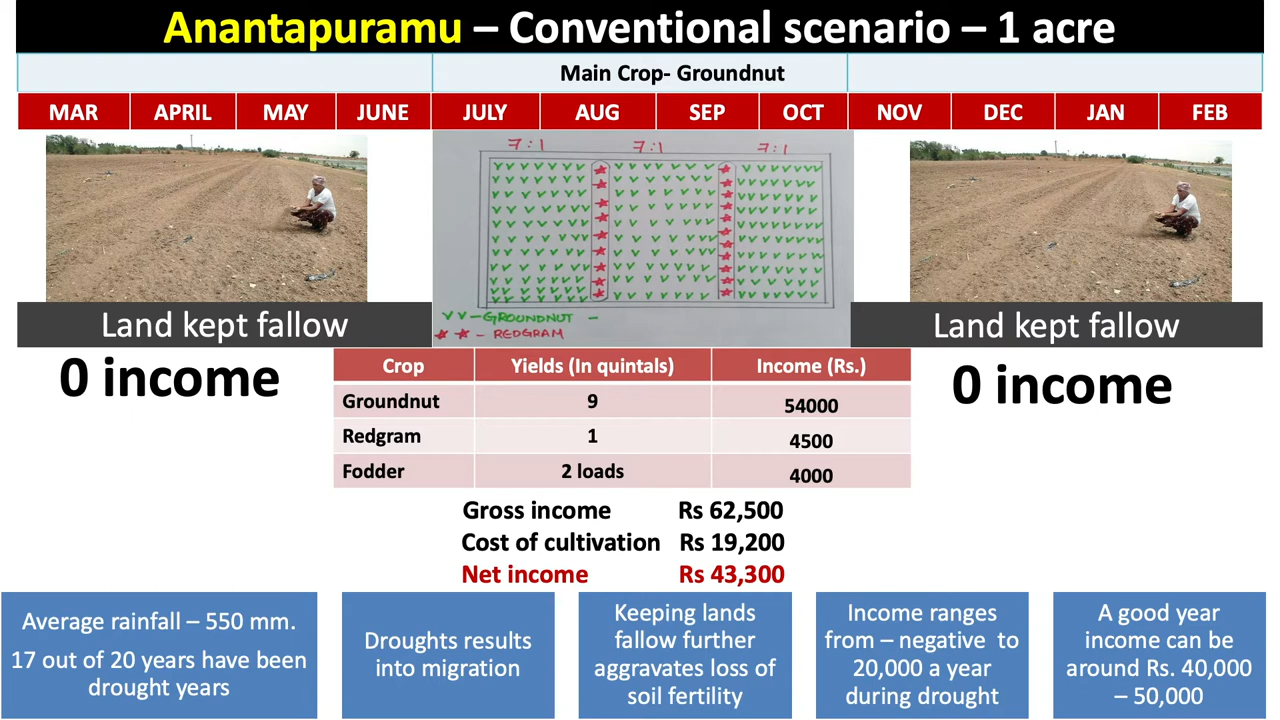 Anantapuramu – Conventional scenario – 1 acre
Main Crop- Groundnut
MAR APRIL MAY JUNE JULY AUG SEP OCT NOV DEC JAN FEB
7:1 7:1 7:1
GROUNDNUT –
REDGRAM
Land kept fallow
Land kept fallow
0 income
0 income
Crop Yields (In quintals) Income (Rs.)
Groundnut 9 54000
Redgram 1 4500
Fodder 2 loads 4000
Gross income Rs 62,500
Cost of cultivation Rs 19,200
Net income Rs 43,300
Average rainfall – 550 mm.
17 out of 20 years have been
drought years
Droughts results
into migration
Keeping lands
fallow further
aggravates loss of
soil fertility
Income ranges
from – negative to
20,000 a year
during drought
A good year
income can be
around Rs. 40,000
– 50,000